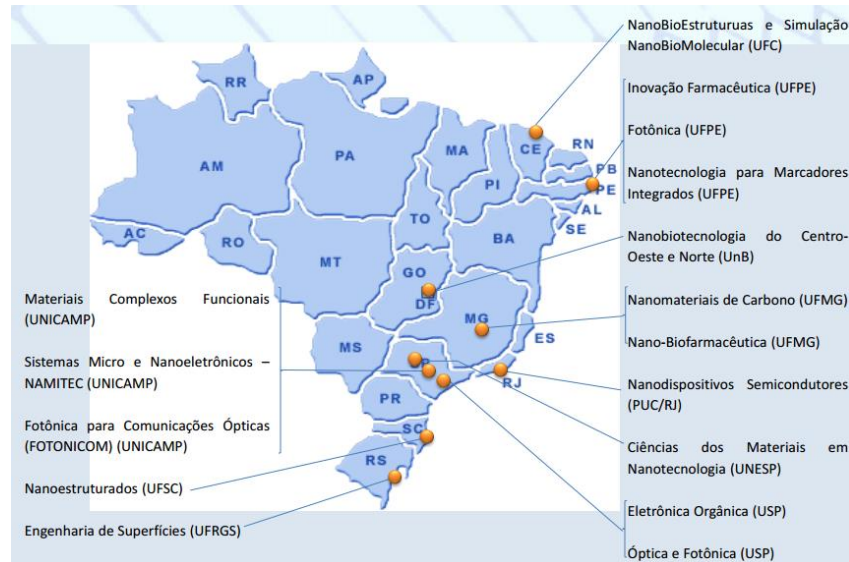 NanoBioEstruturuas e Simulação
NanoBioMolecular (UFC)
Inovação Farmacêutica (UFPE)
Fotônica (UFPE)
Nanotecnologia para Marcadores
Integrados (UFPE)
Nanobiotecnologia do Centro-
Oeste e Norte (UnB)
Nanomateriais de Carbono (UFMG)
Nano-Biofarmacêutica (UFMG)
Nanodispositivos Semicondutores
(PUC/RJ)
Ciências dos Materiais em
Nanotecnologia (UNESP)
Eletrônica Orgânica (USP)
Óptica e Fotônica (USP)
Materiais Complexos Funcionais
(UNICAMP)
Sistemas Micro e Nanoeletrônicos –
NAMITEC (UNICAMP)
Fotônica para Comunicações Ópticas
(FOTONICOM) (UNICAMP)
Nanoestruturados (UFSC)
Engenharia de Superfícies (UFRGS)
RR
AP
AM
PA
MA
CE
RN
PB
PI
PE
AL
SE
AC
RO
TO
BA
MT
GO
DF
MG
ES
MS
RJ
PR
SC
RS